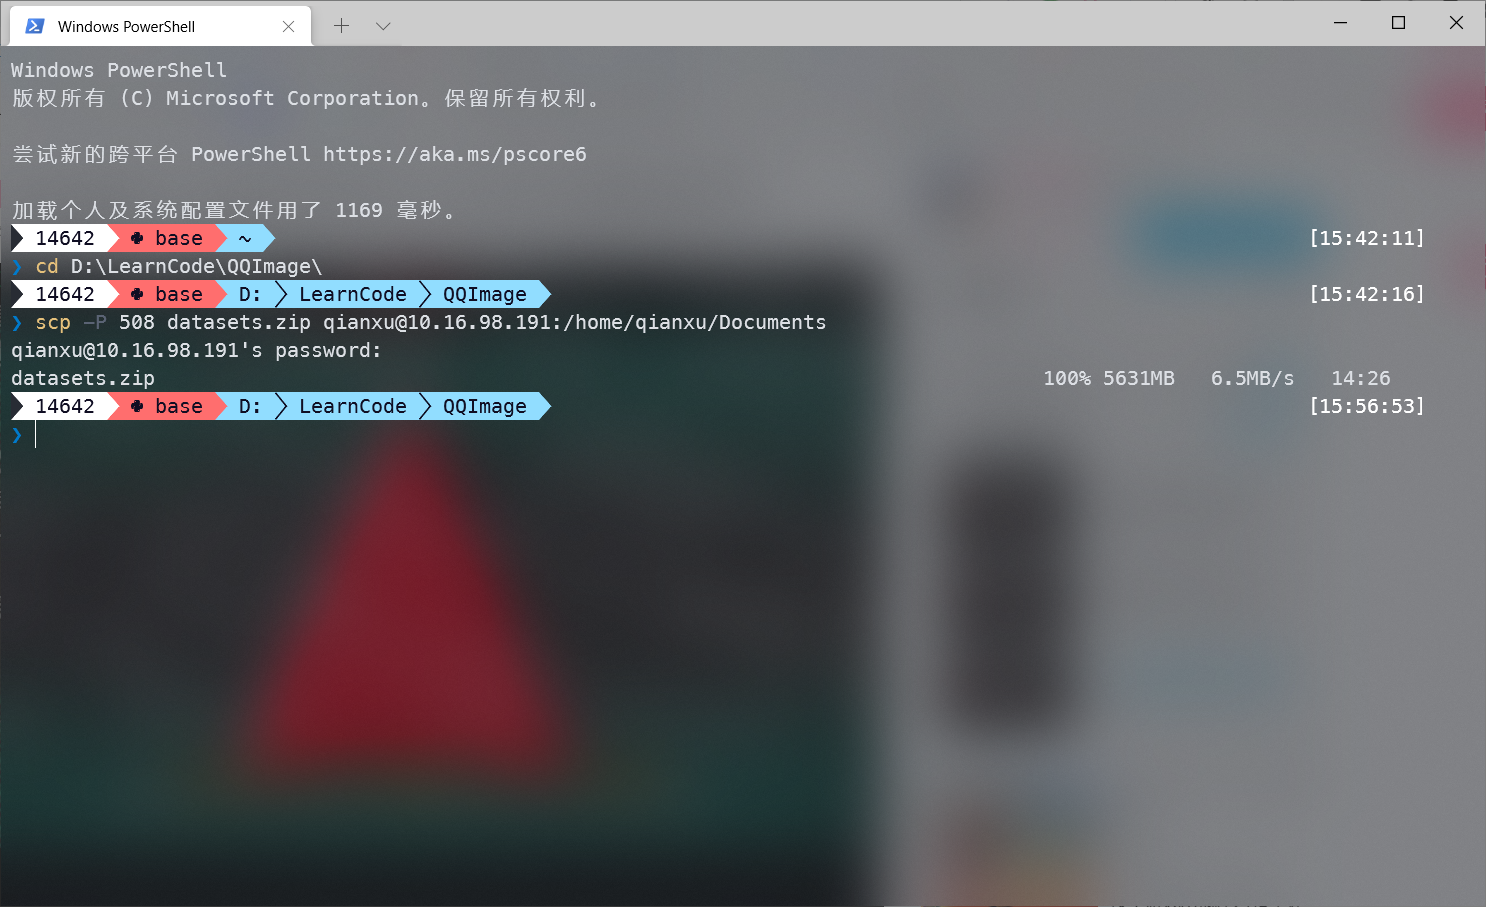 Windows PowerShell
Windows PowerShell
版权所有 (C) Microsoft Corporation。保留所有权利。
尝试新的跨平台 PowerShell https://aka.ms/pscore6
加载个人及系统配置文件用了 1169 毫秒。
14642 base ~ [15:42:11]
❯ cd D:\LearnCode\QQImage\
14642 base D: LearnCode QQImage [15:42:16]
❯ scp -P 508 datasets.zip qianxu@10.16.98.191:/home/qianxu/Documents
qianxu@10.16.98.191's password:
datasets.zip 100% 5631MB 6.5MB/s 14:26
14642 base D: LearnCode QQImage [15:56:53]
❯